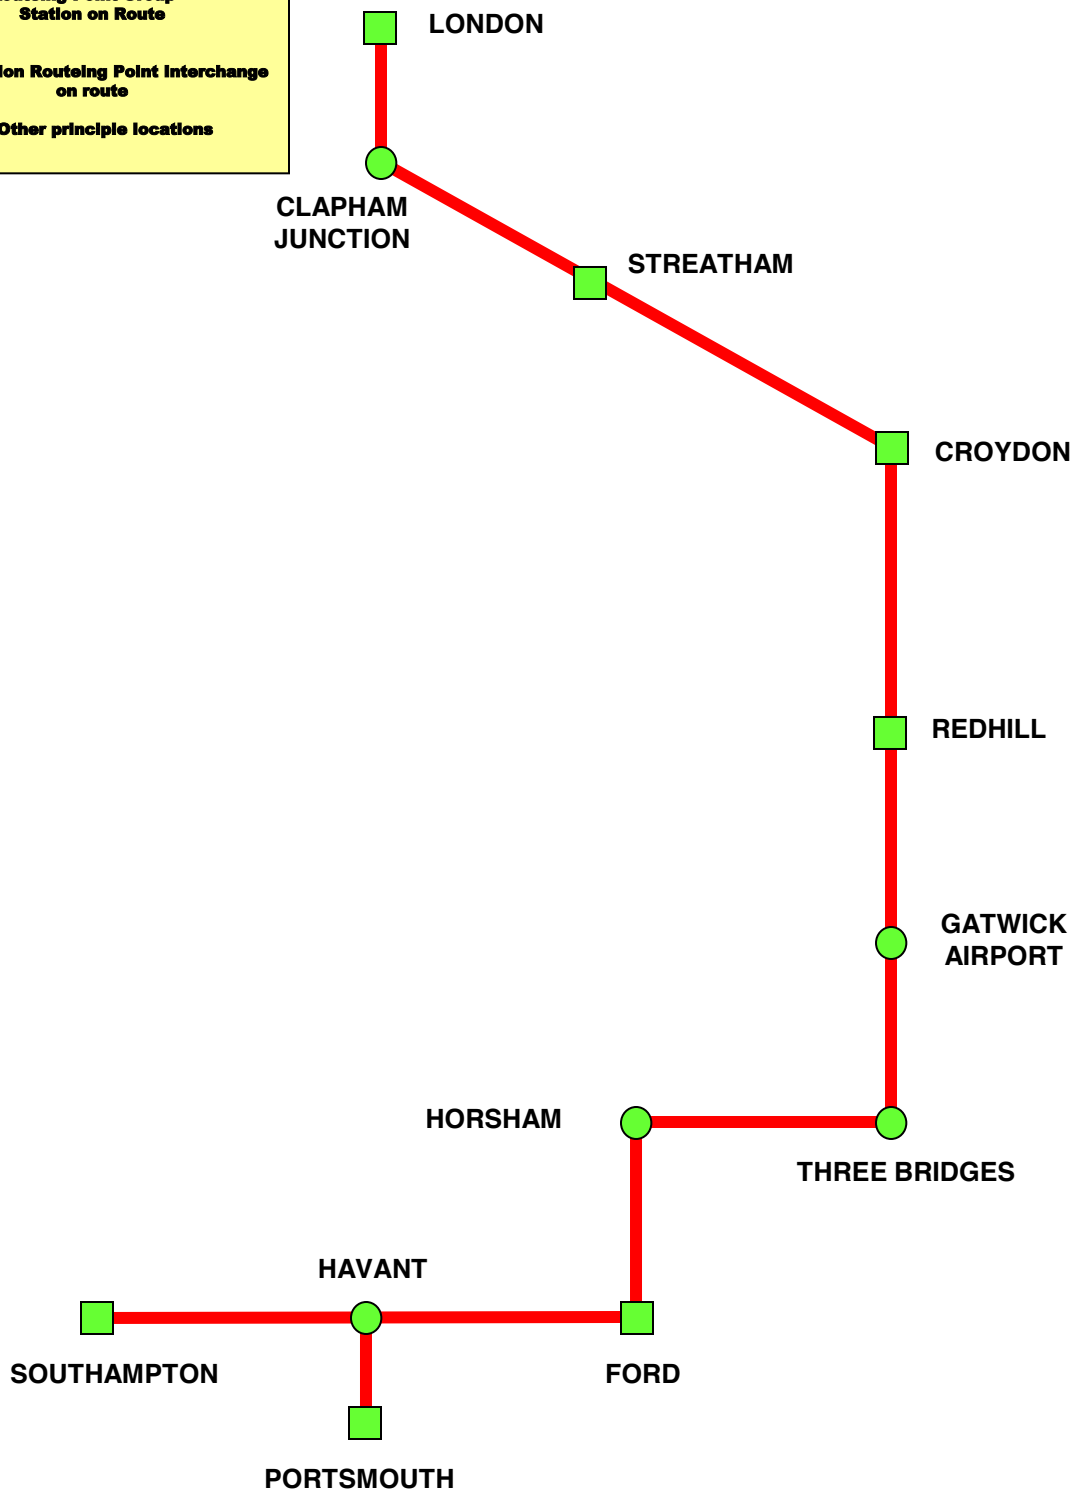 Station on Route
Routeing Point Interchange
on route
Other principle locations
LONDON
CLAPHAM
JUNCTION
STREATHAM
CROYDON
REDHILL
GATWICK
AIRPORT
HORSHAM
THREE BRIDGES
HAVANT
SOUTHAMPTON
FORD
PORTSMOUTH